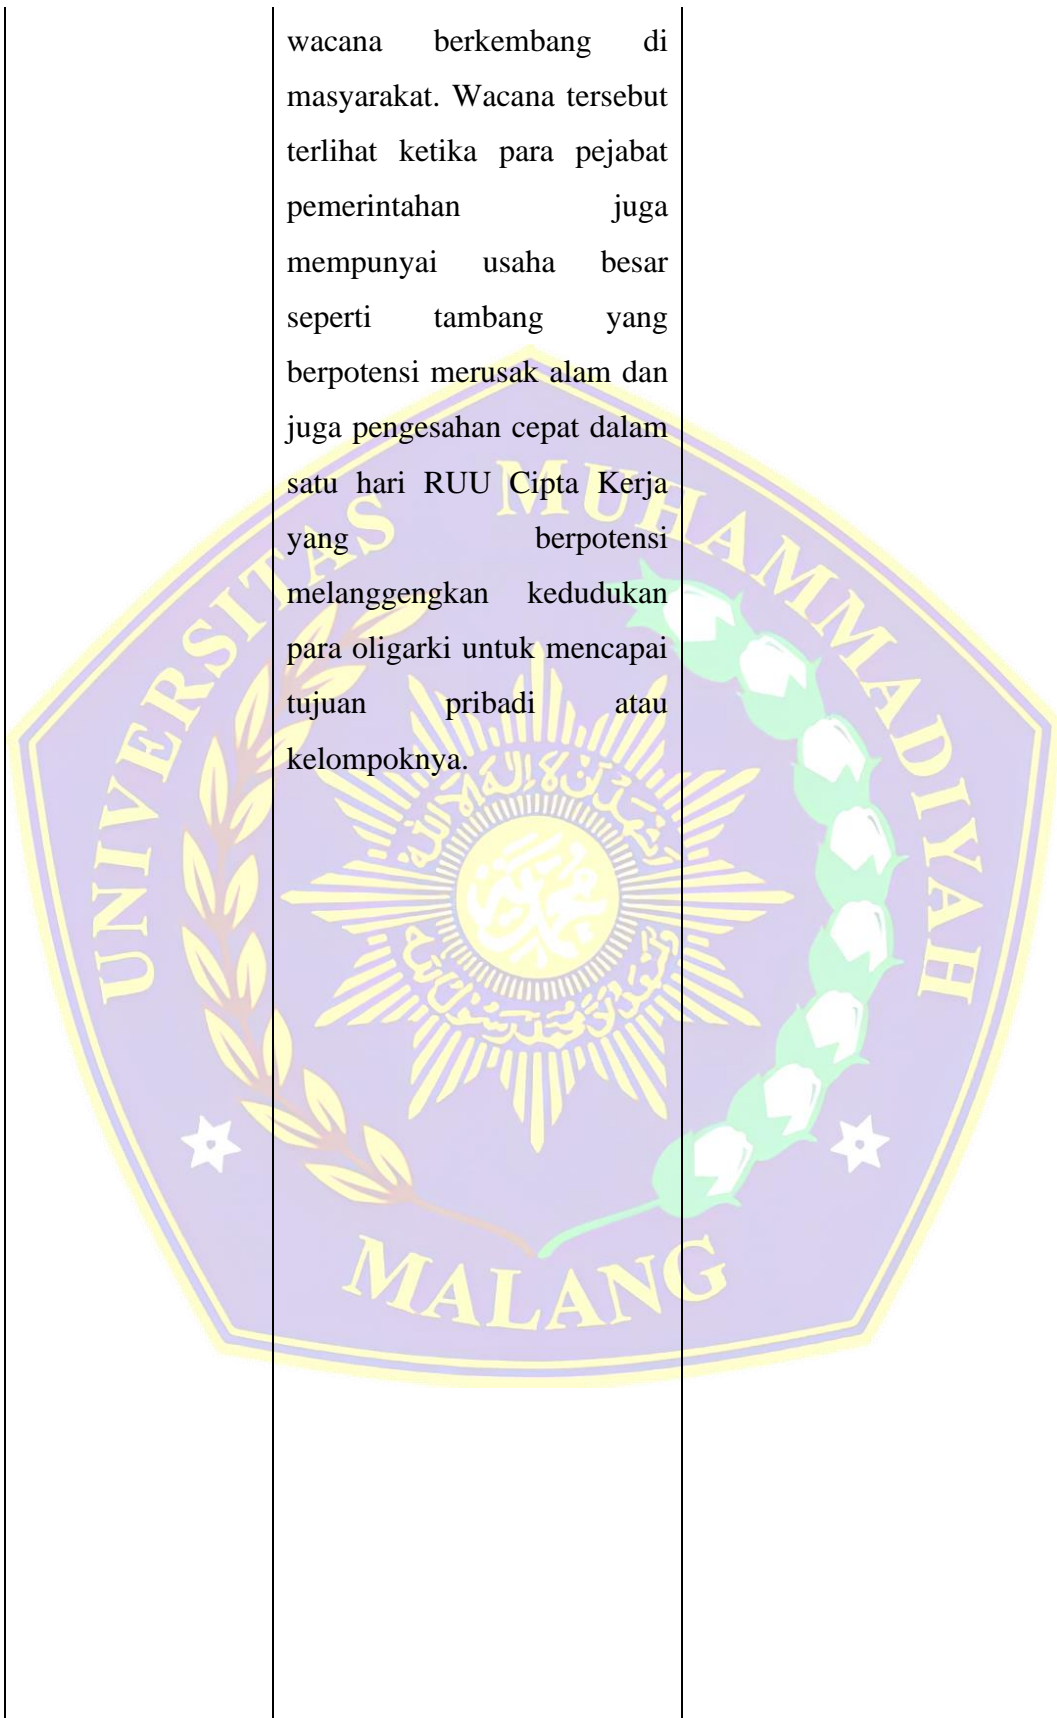 wacana berkembang di
masyarakat. Wacana tersebut
terlihat ketika para pejabat
pemerintahan juga
mempunyai usaha besar
seperti tambang yang
berpotensi merusak alam dan
juga pengesahan cepat dalam
satu hari RUU Cipta Kerja
yang berpotensi
melanggengkan kedudukan
para oligarki untuk mencapai
tujuan pribadi atau
kelompoknya.
UNIVERSITAS MUHAMMADIYAH
MALANG